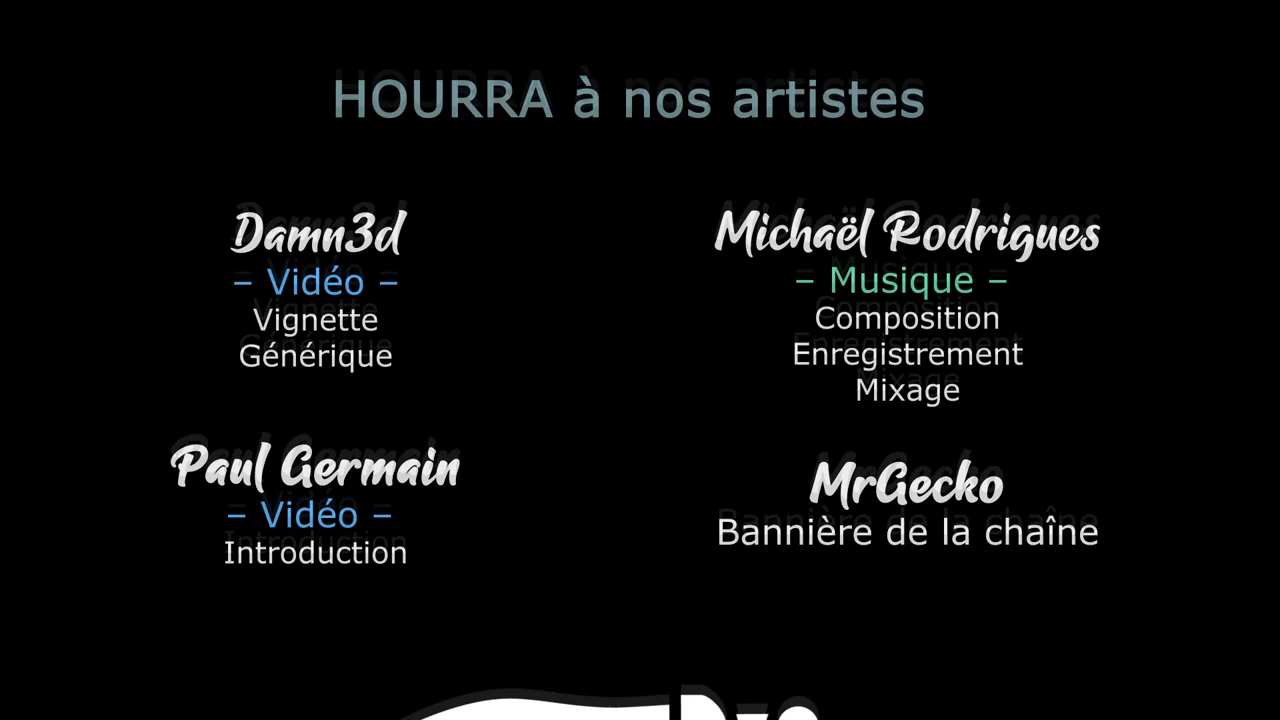 HOURRA à nos artistes
Damn3d
– Vidéo –
Vignette
Générique
Michaël Rodrigues
– Musique –
Composition
Enregistrement
Mixage
Paul Germain
– Vidéo –
Introduction
MrGecko
Bannière de la chaîne